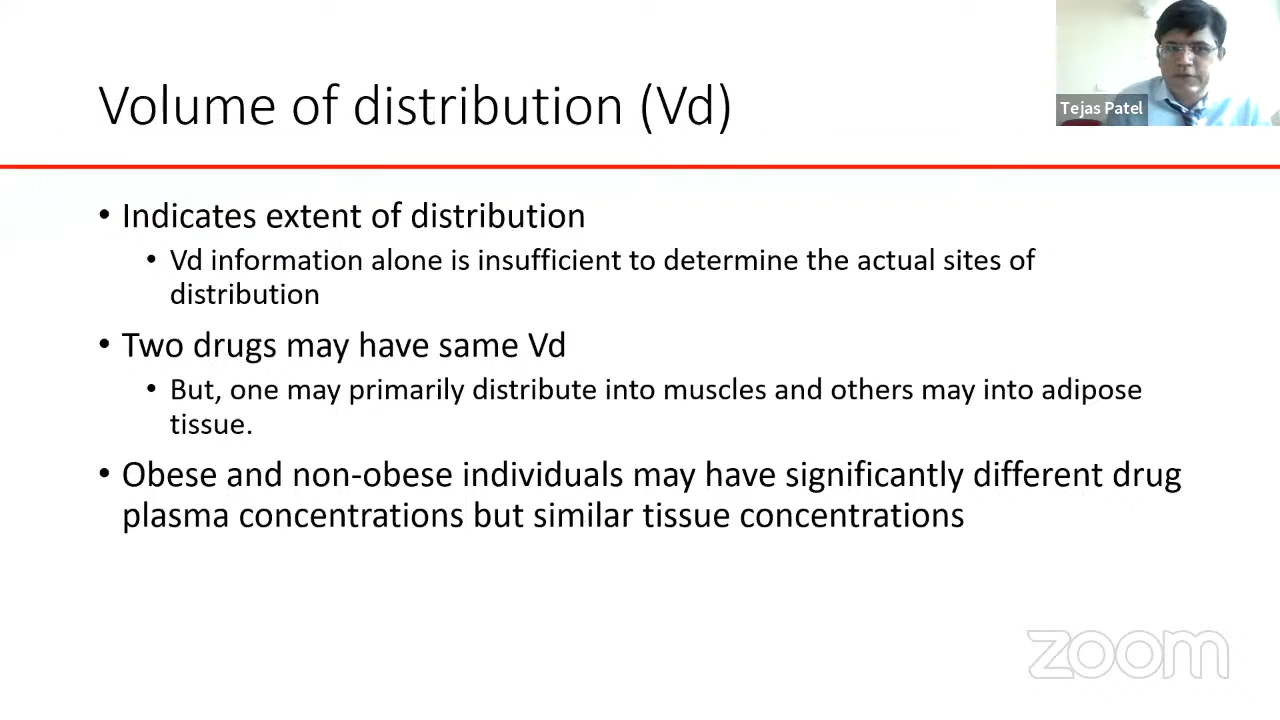 Volume of distribution (Vd)
Tejas Patel
• Indicates extent of distribution
• Vd information alone is insufficient to determine the actual sites of
distribution
• Two drugs may have same Vd
• But, one may primarily distribute into muscles and others may into adipose
tissue.
• Obese and non-obese individuals may have significantly different drug
plasma concentrations but similar tissue concentrations
zoom